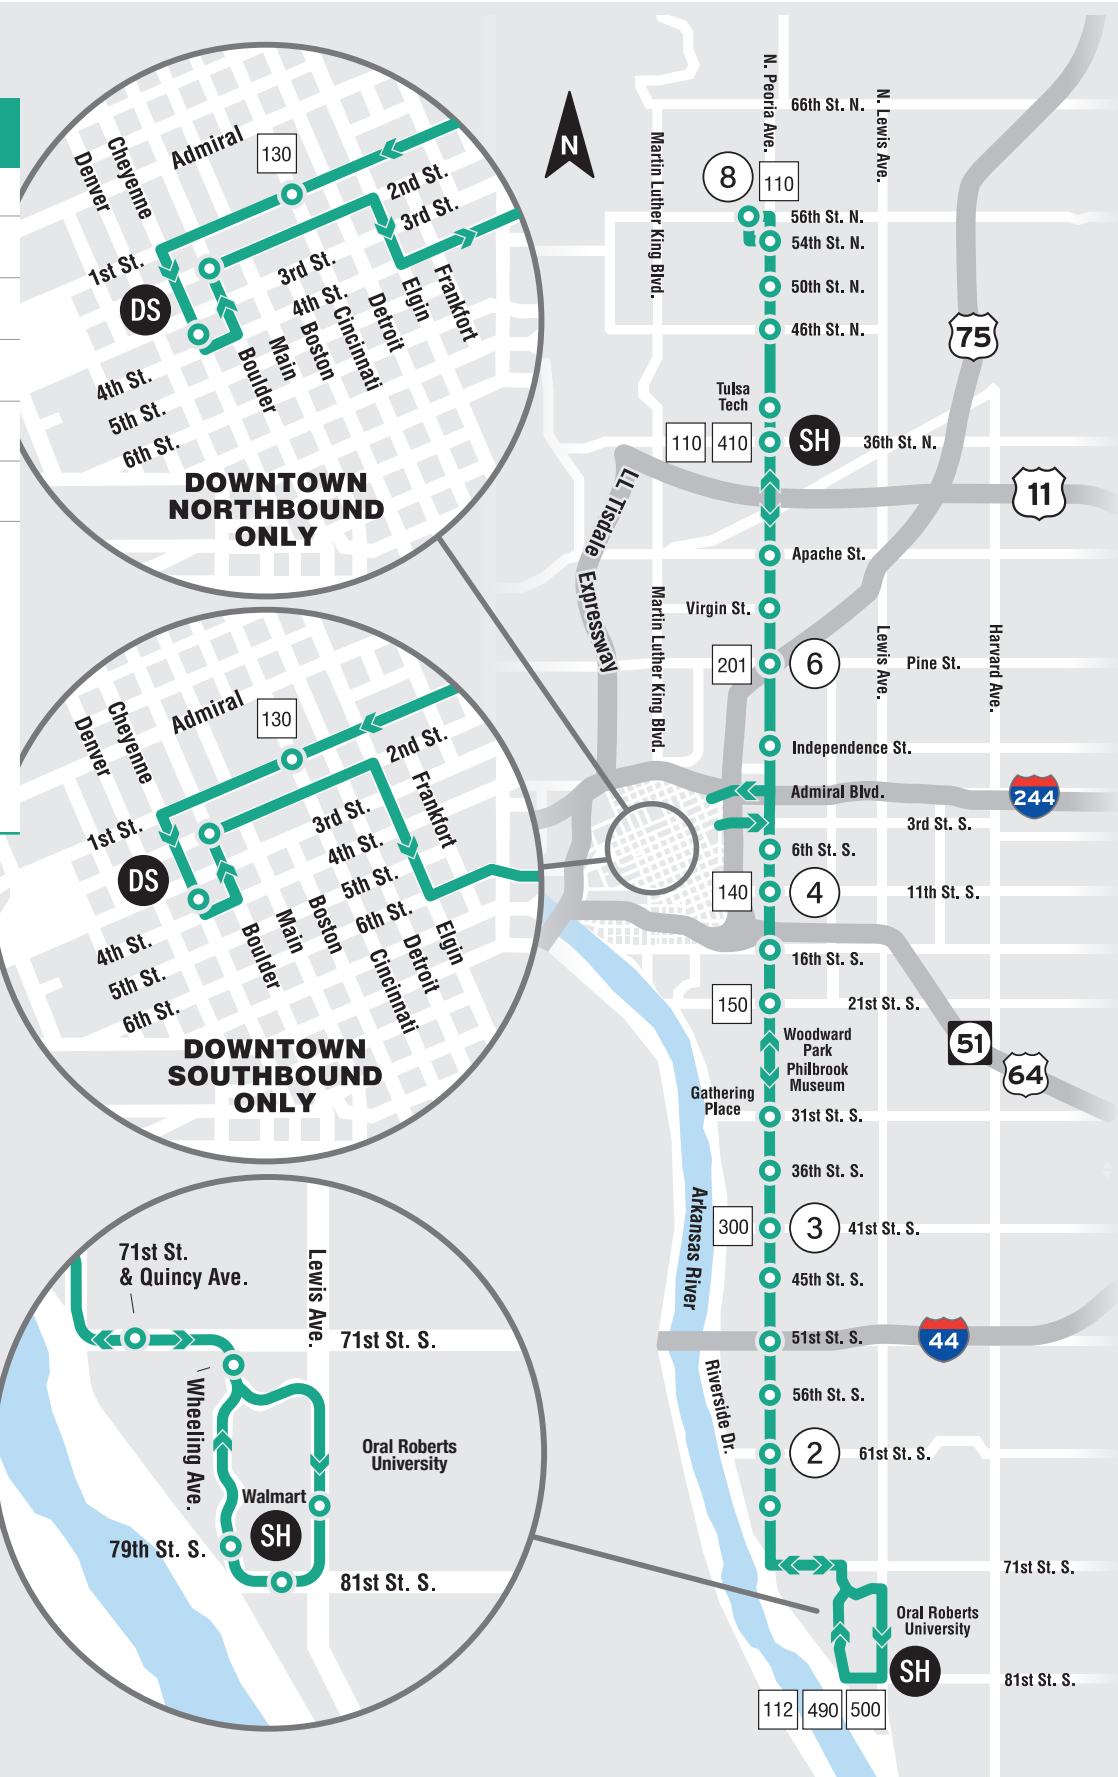 Denver
Cheyenne
Admiral
130
2nd St.
3rd St.
1st St.
DS
3rd St.
4th St.
Cincinnati
Detroit
Elgin
Frankfort
Boulder
Main
Boston
4th St.
5th St.
6th St.
DOWNTOWN
NORTHBOUND
ONLY
Denver
Cheyenne
Admiral
130
2nd St.
Frankfort
1st St.
DS
3rd St.
4th St.
5th St.
6th St.
Boulder
Main
Boston
Cincinnati
Detroit
Elgin
4th St.
5th St.
6th St.
DOWNTOWN
SOUTHBOUND
ONLY
71st St.
& Quincy Ave.
Lewis Ave.
71st St. S.
Wheeling Ave.
Oral Roberts
University
Walmart
SH
79th St. S.
81st St. S.
N
N. Peoria Ave.
66th St. N.
N. Lewis Ave.
Martin Luther King Blvd.
8
110
56th St. N.
54th St. N.
50th St. N.
46th St. N.
75
Tulsa
Tech
110
410
SH
36th St. N.
11
LL Tisdale
Expressway
Apache St.
Virgin St.
Martin Luther King Blvd.
201
6
Lewis Ave.
Pine St.
Harvard Ave.
Independence St.
Admiral Blvd.
244
3rd St. S.
6th St. S.
140
4
11th St. S.
16th St. S.
150
21st St. S.
Woodward
Park
Philbrook
Museum
51
64
Gathering
Place
31st St. S.
36th St. S.
Arkansas River
300
3
41st St. S.
45th St. S.
51st St. S.
44
Riverside Dr.
56th St. S.
2
61st St. S.
71st St. S.
Oral Roberts
University
SH
81st St. S.
112
490
500